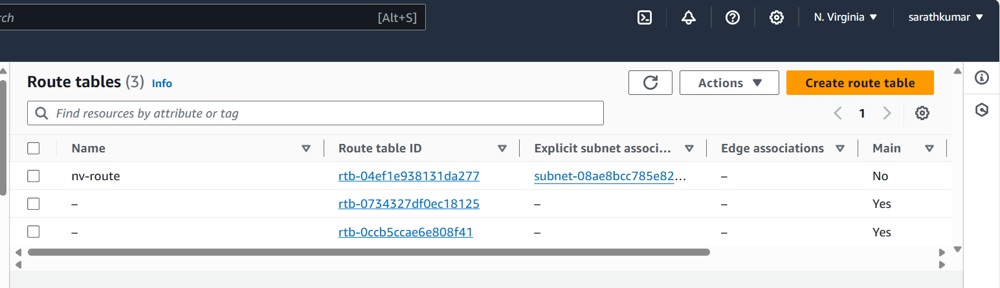 rch [Alt+S] N. Virginia ▼ sarathkumar ▼
Route tables (3) Info Actions ▼ Create route table
Find resources by attribute or tag 1
Name Route table ID Explicit subnet associ... Edge associations Main
nv-route rtb-04ef1e938131da277 subnet-08ae8bcc785e82... – No
– rtb-0734327df0ec18125 – – Yes
– rtb-0ccb5ccae6e808f41 – – Yes